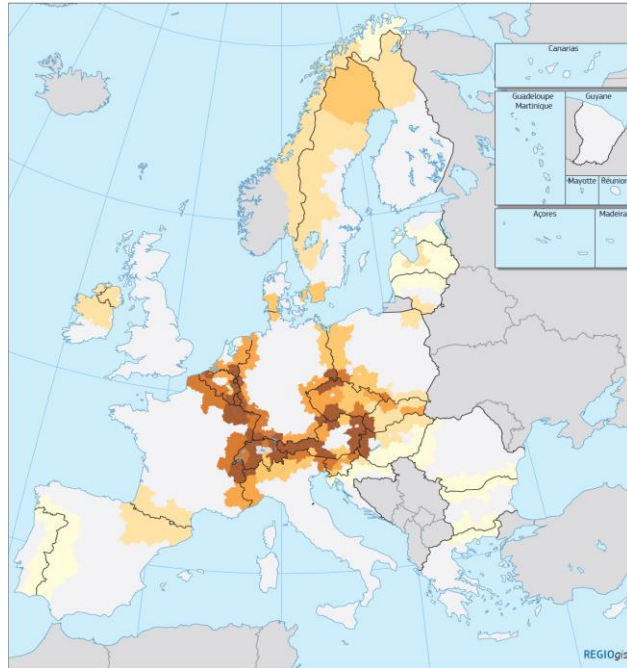 Canarias
Guadeloupe
Martinique
Guyane
Mayotte
Réunion
Açores
Madeira
REGIOgis